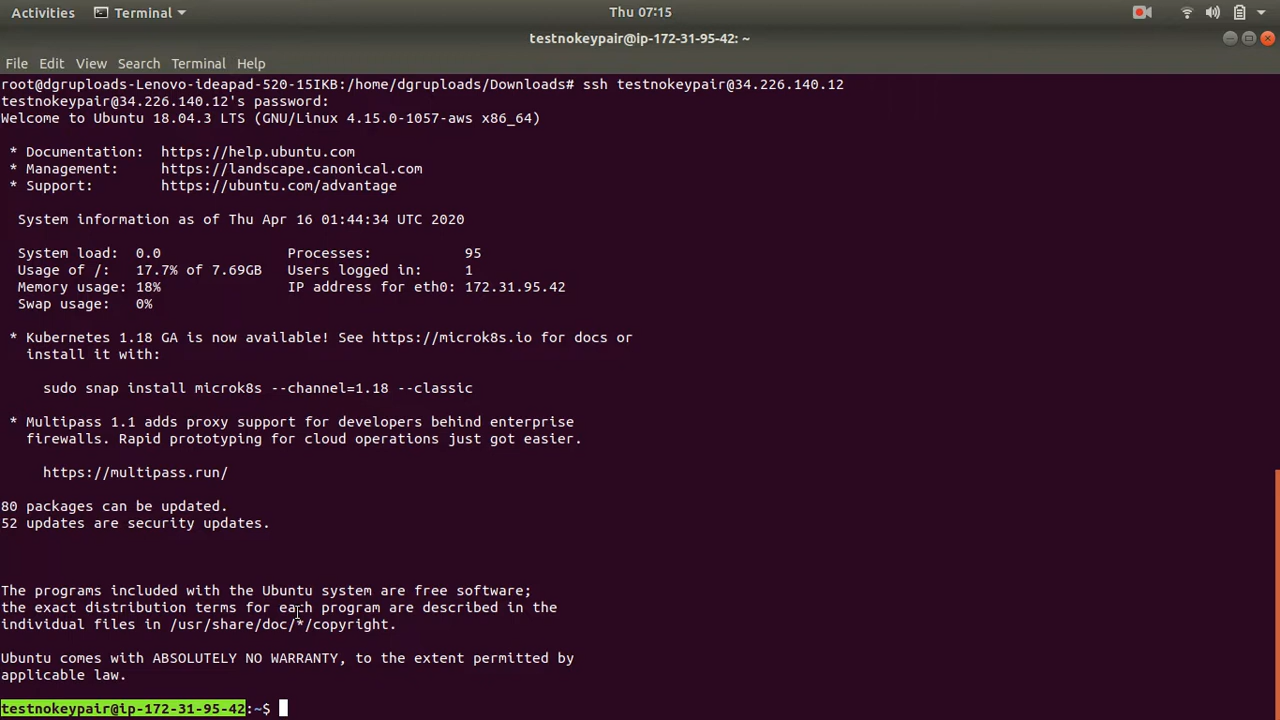 Activities Terminal Thu 07:15
testnokeypair@ip-172-31-95-42: ~
File Edit View Search Terminal Help
root@dgruploads-Lenovo-ideapad-520-15IKB:/home/dgruploads/Downloads# ssh testnokeypair@34.226.140.12
testnokeypair@34.226.140.12's password:
Welcome to Ubuntu 18.04.3 LTS (GNU/Linux 4.15.0-1057-aws x86_64)
* Documentation: https://help.ubuntu.com
* Management: https://landscape.canonical.com
* Support: https://ubuntu.com/advantage
System information as of Thu Apr 16 01:44:34 UTC 2020
System load: 0.0 Processes: 95
Usage of /: 17.7% of 7.69GB Users logged in: 1
Memory usage: 18% IP address for eth0: 172.31.95.42
Swap usage: 0%
* Kubernetes 1.18 GA is now available! See https://microk8s.io for docs or
install it with:
sudo snap install microk8s --channel=1.18 --classic
* Multipass 1.1 adds proxy support for developers behind enterprise
firewalls. Rapid prototyping for cloud operations just got easier.
https://multipass.run/
80 packages can be updated.
52 updates are security updates.
The programs included with the Ubuntu system are free software;
the exact distribution terms for each program are described in the
individual files in /usr/share/doc/*/copyright.
Ubuntu comes with ABSOLUTELY NO WARRANTY, to the extent permitted by
applicable law.
testnokeypair@ip-172-31-95-42:~$